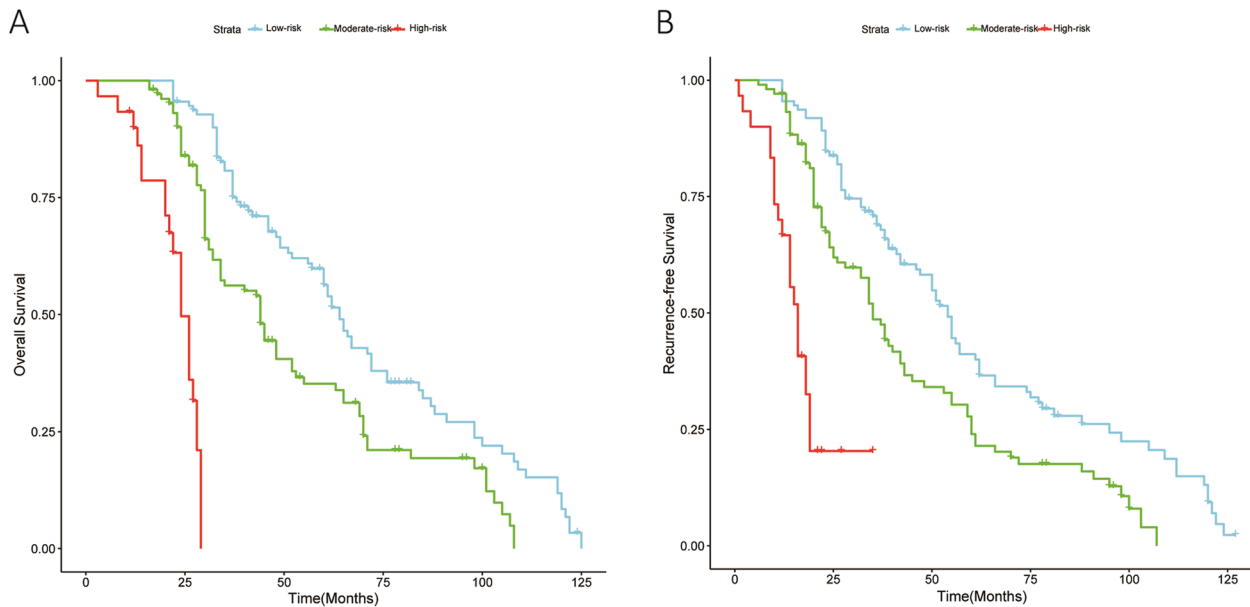 A
Strata Low-risk Moderate-risk High-risk
1.00
0.75
0.50
0.25
0.00
Overall Survival
0 25 50 75 100 125
Time(Months)
B
Strata Low-risk Moderate-risk High-risk
1.00
0.75
0.50
0.25
0.00
Recurrence-free Survival
0 25 50 75 100 125
Time(Months)